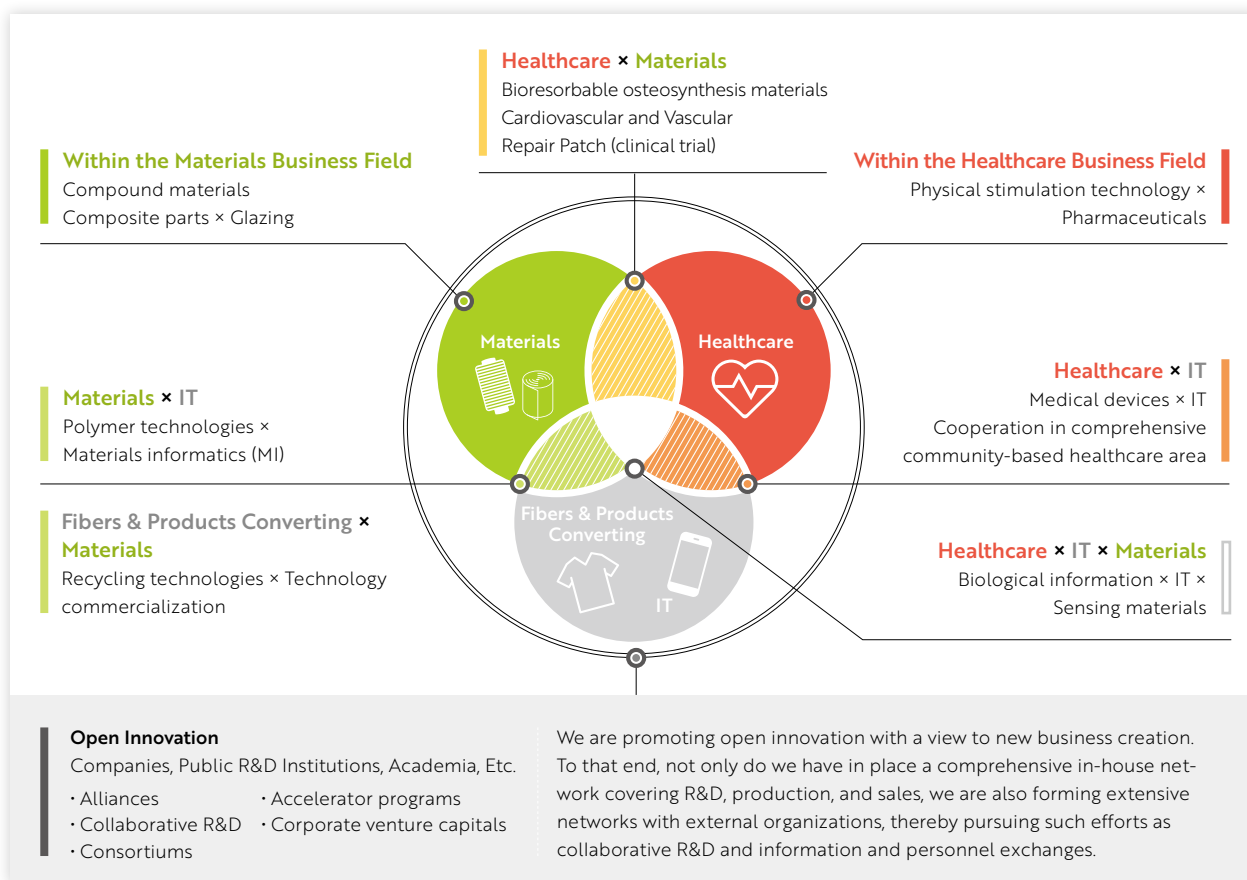 Healthcare × Materials
Bioresorbable osteosynthesis materials
Cardiovascular and Vascular
Repair Patch (clinical trial)
Within the Materials Business Field
Compound materials
Composite parts × Glazing
Within the Healthcare Business Field
Physical stimulation technology ×
Pharmaceuticals
Materials
Healthcare
Materials × IT
Polymer technologies ×
Materials informatics (MI)
Healthcare × IT
Medical devices × IT
Cooperation in comprehensive
community-based healthcare area
Fibers & Products Converting ×
Materials
Recycling technologies × Technology
commercialization
Fibers & Products
Converting
IT
Healthcare × IT × Materials
Biological information × IT ×
Sensing materials
Open Innovation
Companies, Public R&D Institutions, Academia, Etc.
・Alliances
・Collaborative R&D
・Consortiums
・Accelerator programs
・Corporate venture capitals
We are promoting open innovation with a view to new business creation.
To that end, not only do we have in place a comprehensive in-house net-
work covering R&D, production, and sales, we are also forming extensive
networks with external organizations, thereby pursuing such efforts as
collaborative R&D and information and personnel exchanges.